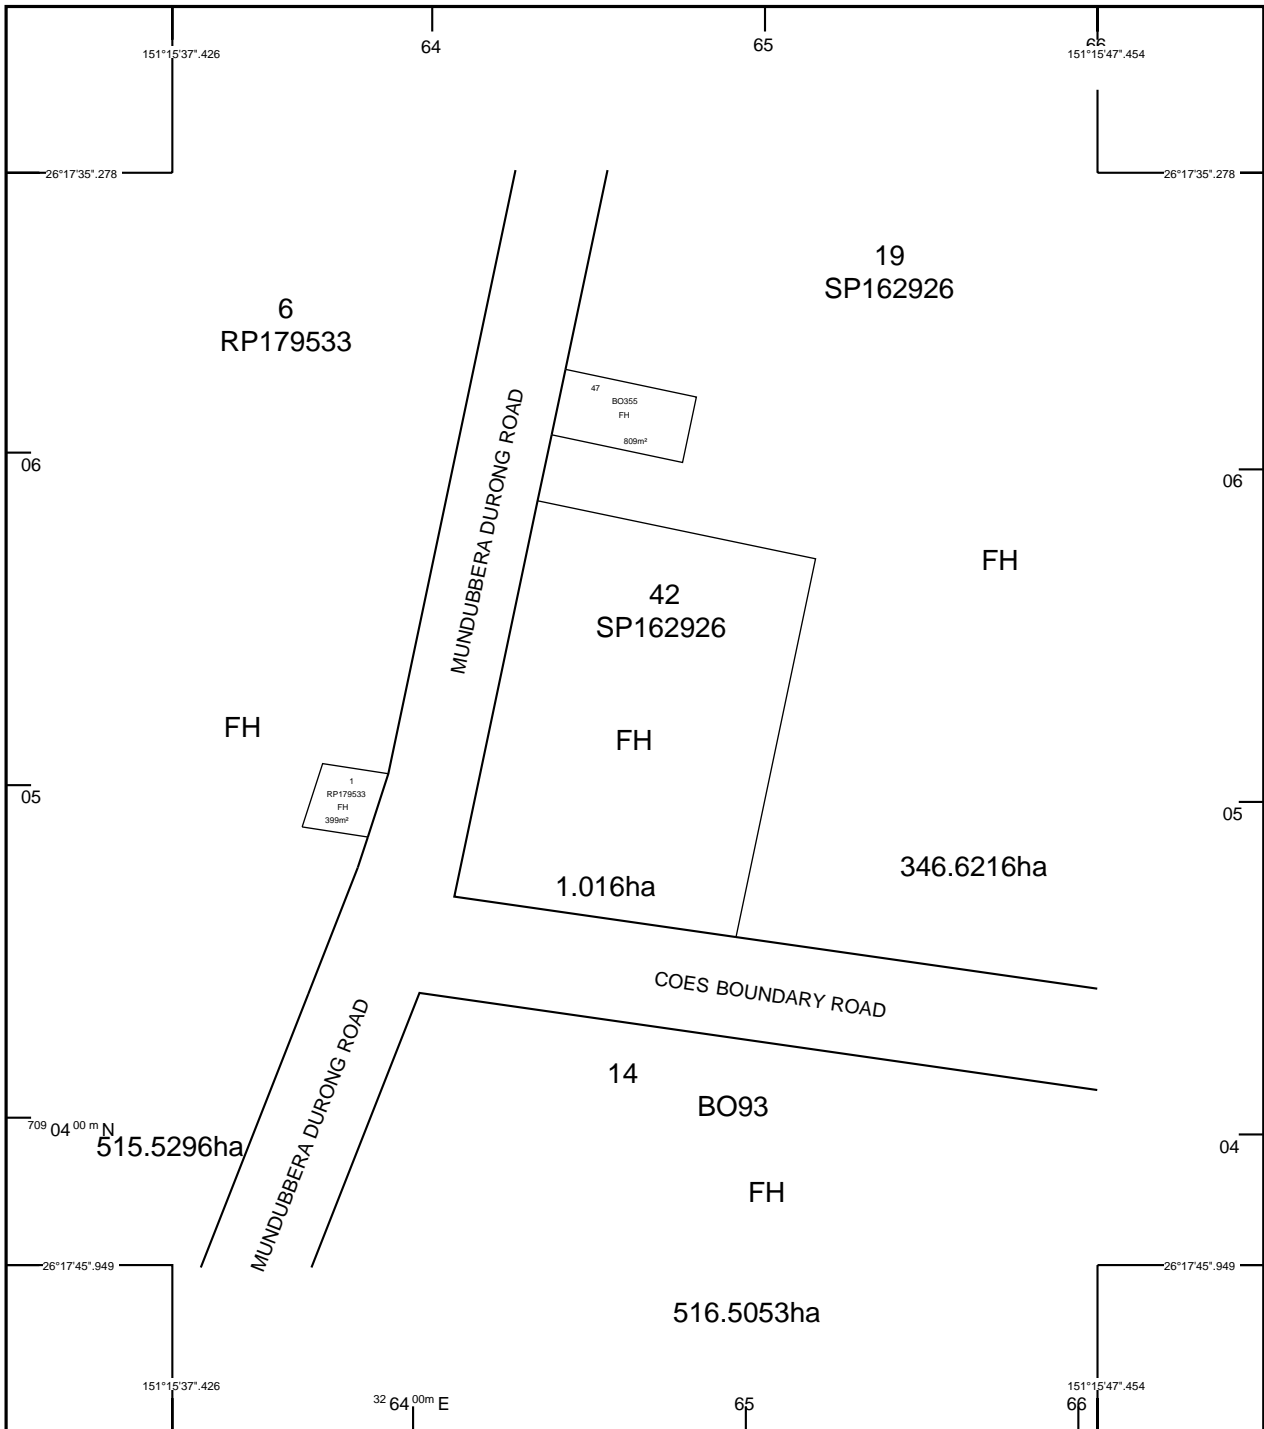 64
65
66
151°15'37".426
151°15'47".454
26°17'35".278
26°17'35".278
19
SP162926
6
RP179533
47
BO355
FH
809m²
MUNDUBBERA DURONG ROAD
06
06
FH
42
SP162926
FH
FH
1
RP179533
FH
399m²
05
05
346.6216ha
1.016ha
COES BOUNDARY ROAD
14
BO93
MUNDUBBERA DURONG ROAD
709 04 00 m N
04
515.5296ha
FH
26°17'45".949
26°17'45".949
516.5053ha
151°15'37".426
151°15'47".454
32 64 00m E
65
66